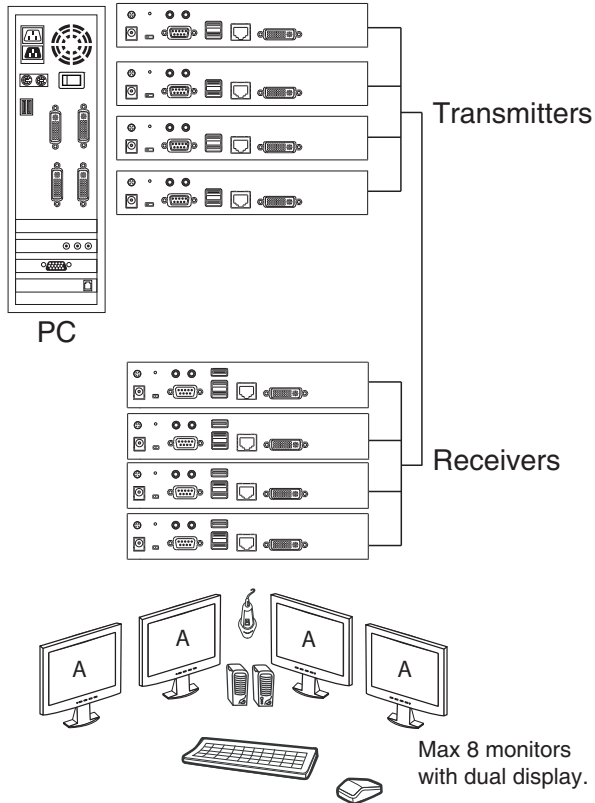 Transmitters
PC
Receivers
A
A
A
A
Max 8 monitors
with dual display.